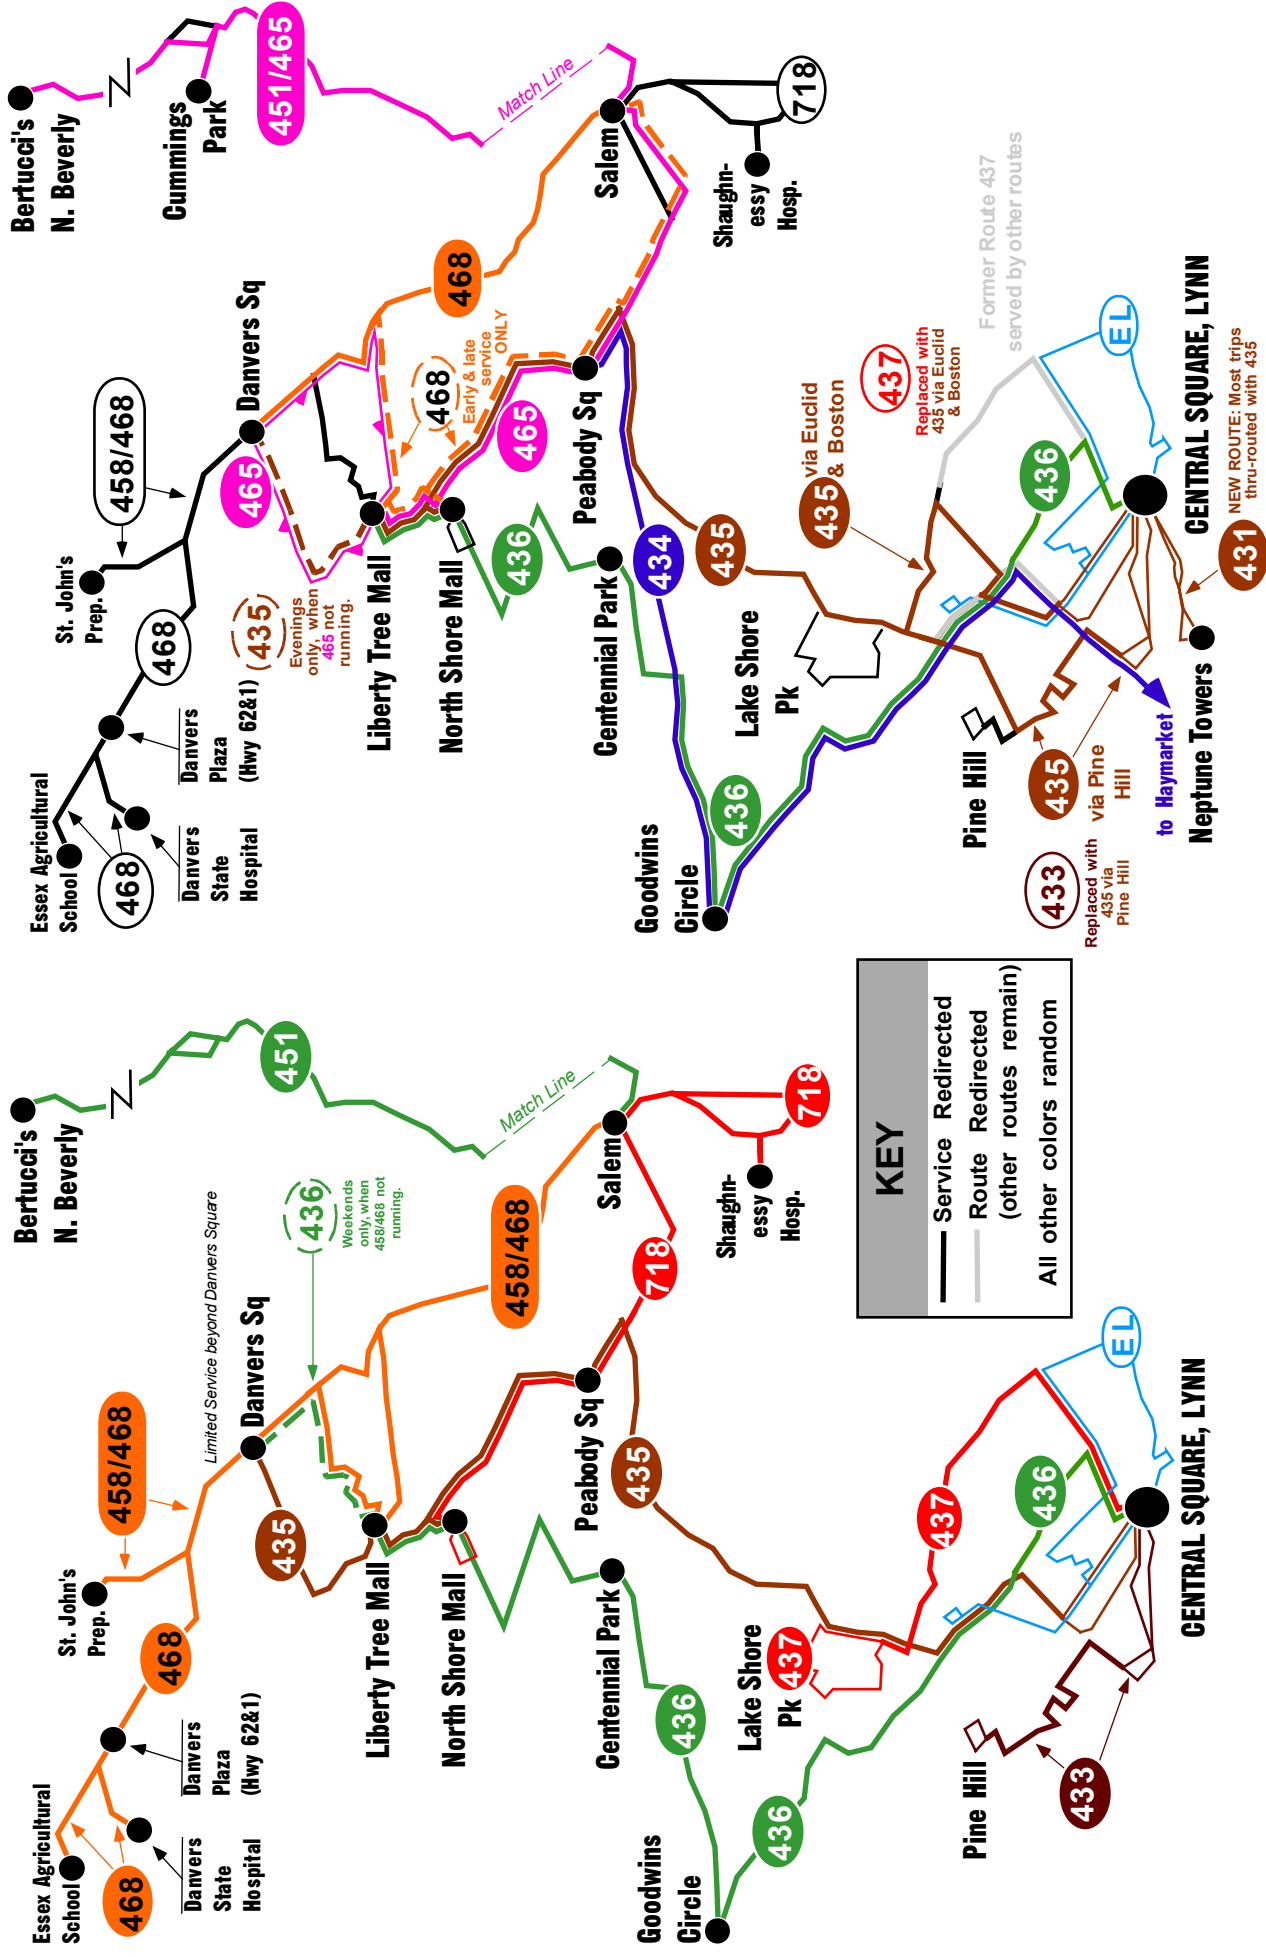 Essex Agricultural
School
468
Danvers
State
Hospital
Danvers
Plaza
(Hwy 62&1)
468
St. John's
Prep.
458/468
Limited Service beyond Danvers Square
Danvers Sq
435
436
Weekends
only, when
458/468 not
running.
Bertucci's
N. Beverly
451
Match Line
458/468
Liberty Tree Mall
North Shore Mall
Salem
718
Shaughn-
essy
Hosp.
718
Peabody Sq
Centennial Park
435
436
Goodwins
Circle
436
Lake Shore
Pk
437
437
436
Pine Hill
433
EL
CENTRAL SQUARE, LYNN
KEY
Service Redirected
Route Redirected
(other routes remain)
All other colors random
Essex Agricultural
School
468
Danvers
State
Hospital
Danvers
Plaza
(Hwy 62&1)
468
St. John's
Prep.
458/468
Danvers Sq
465
435
Evenings
only, when
465 not
running.
Bertucci's
N. Beverly
Cummings
Park
451/465
Match Line
468
468
Early & late
service
ONLY
465
Liberty Tree Mall
North Shore Mall
436
Salem
718
Shaughn-
essy
Hosp.
Peabody Sq
Centennial Park
434
435
Goodwins
Circle
436
Lake Shore
Pk
435
via Euclid
& Boston
437
Replaced with
435 via Euclid
& Boston
Former Route 437
served by other routes
436
Pine Hill
435
via Pine
Hill
433
Replaced with
435 via
Pine Hill
to Haymarket
Neptune Towers
EL
CENTRAL SQUARE, LYNN
431
NEW ROUTE: Most trips
thru-routed with 435